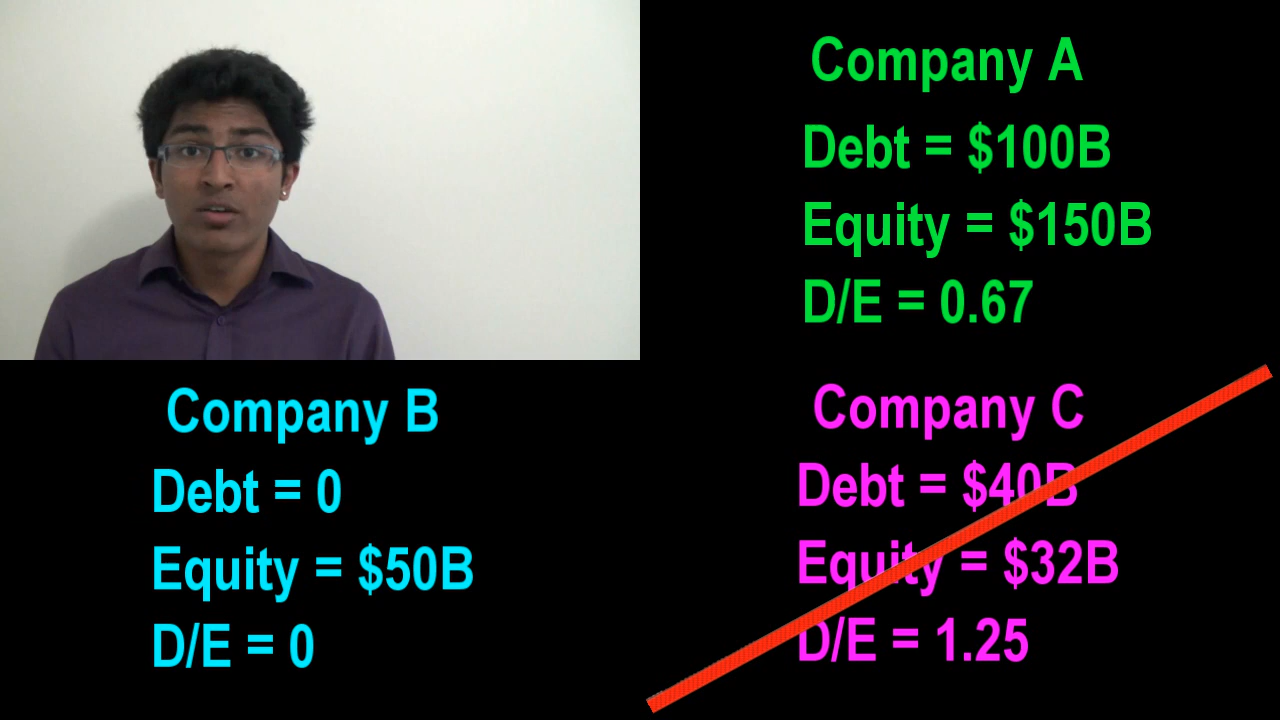 Company A
Debt = $100B
Equity = $150B
D/E = 0.67
Company B
Debt = 0
Equity = $50B
D/E = 0
Company C
Debt = $40B
Equity = $32B
D/E = 1.25